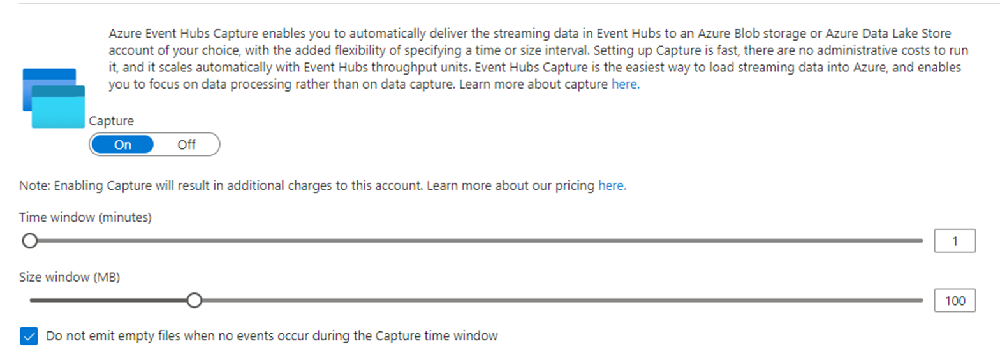 Azure Event Hubs Capture enables you to automatically deliver the streaming data in Event Hubs to an Azure Blob storage or Azure Data Lake Store
account of your choice, with the added flexibility of specifying a time or size interval. Setting up Capture is fast, there are no administrative costs to run
it, and it scales automatically with Event Hubs throughput units. Event Hubs Capture is the easiest way to load streaming data into Azure, and enables
you to focus on data processing rather than on data capture. Learn more about capture here.
Capture
On Off
Note: Enabling Capture will result in additional charges to this account. Learn more about our pricing here.
Time window (minutes)
1
Size window (MB)
100
Do not emit empty files when no events occur during the Capture time window